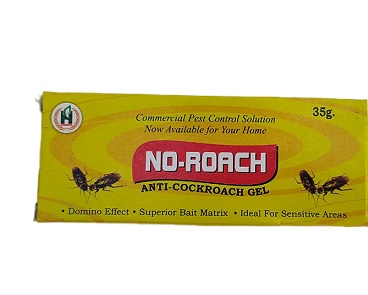 Commercial Pest Control Solution
35g.
Now Available for Your Home
NO-ROACH
ANTI-COCKROACH GEL
• Domino Effect • Superior Bait Matrix • Ideal For Sensitive Areas